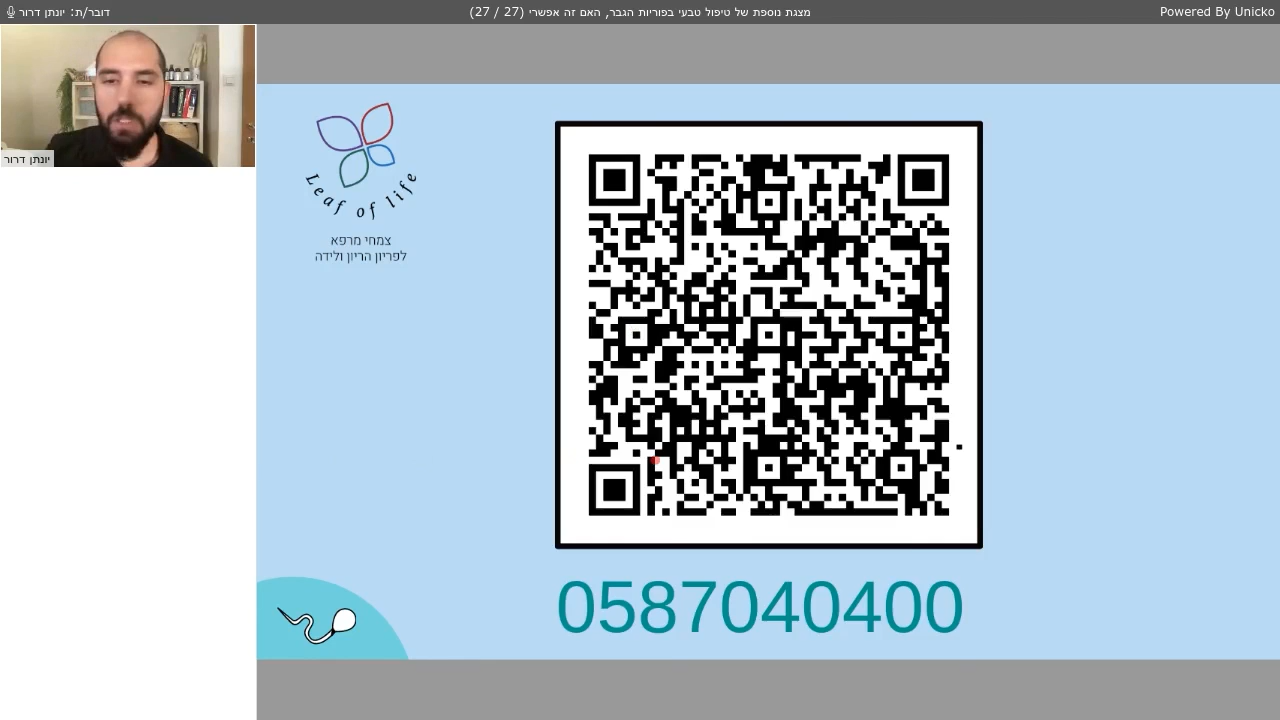 דובר/ת: יונתן דרור
מצגת נוספת של טיפול טבעי בפוריות הגבר, האם זה אפשרי (27 / 27)
Powered By Unicko
יונתן דרור
Leaf of life
צמחי מרפא
לפריון הריון ולידה
0587040400